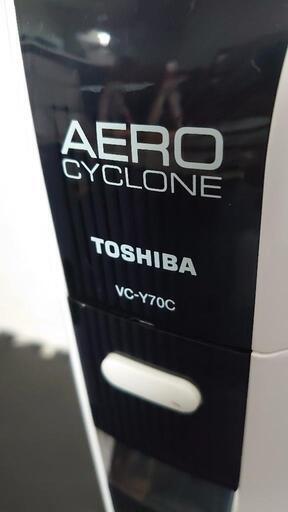 AERO
CYCLONE
TOSHIBA
VC-Y70C